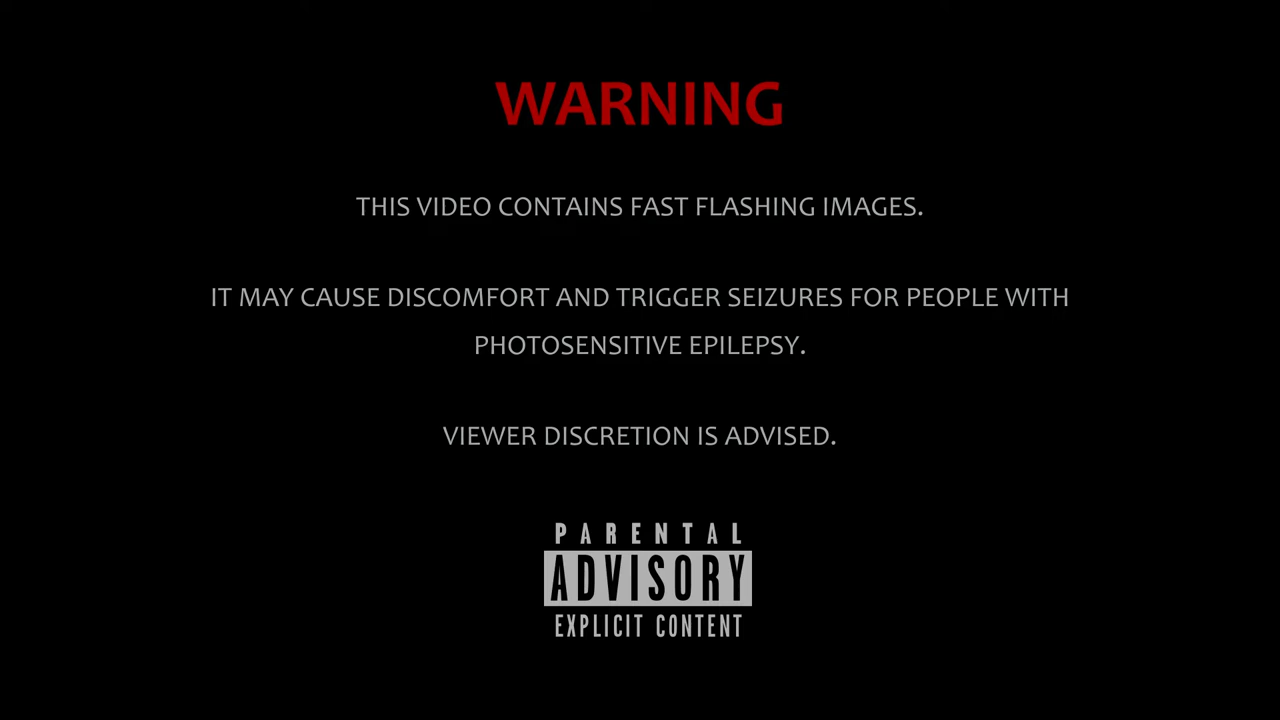 WARNING
THIS VIDEO CONTAINS FAST FLASHING IMAGES.
IT MAY CAUSE DISCOMFORT AND TRIGGER SEIZURES FOR PEOPLE WITH
PHOTOSENSITIVE EPILEPSY.
VIEWER DISCRETION IS ADVISED.
PARENTAL
ADVISORY
EXPLICIT CONTENT